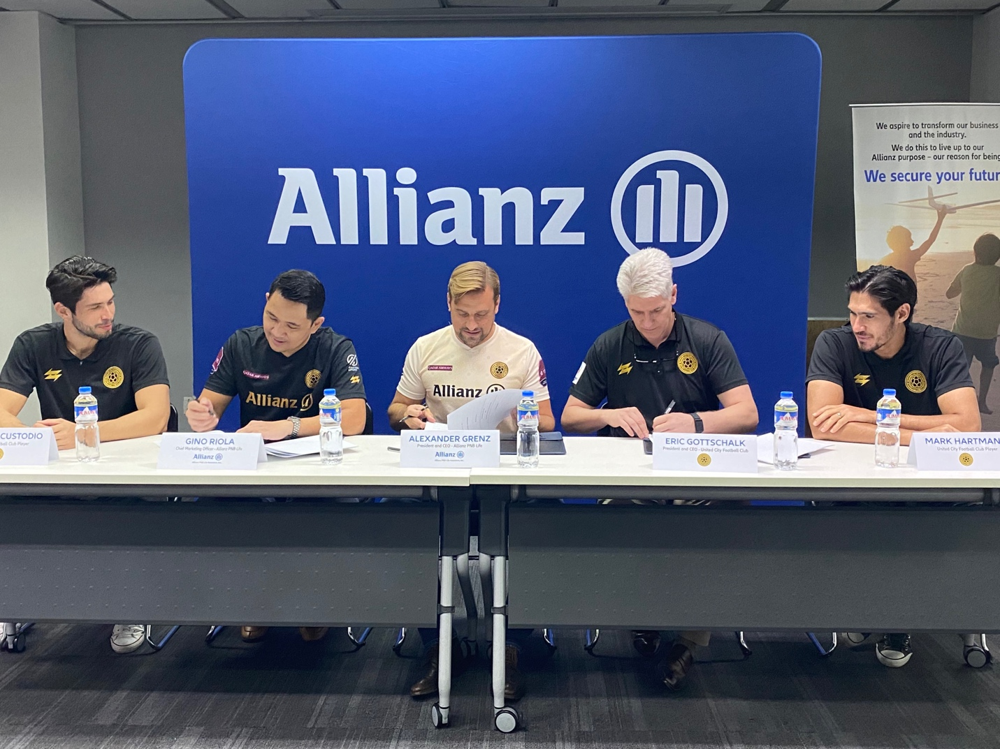 Allianz
We aspire to transform our business
and the industry.
We do this to live up to our
Allianz purpose – our reason for being
We secure your futur
QATAR AIRWAYS
Allianz
QATAR AIRWAYS
Allianz
CUSTODIO
ball Club Player
GINO RIOLA
Chief Marketing Officer - Allianz PNB Life
Allianz
ALEXANDER GRENZ
President and CEO - Allianz PNB Life
Allianz
ERIC GOTTSCHALK
President and CEO - United City Football Club
MARK HARTMAN
United City Football Club Player